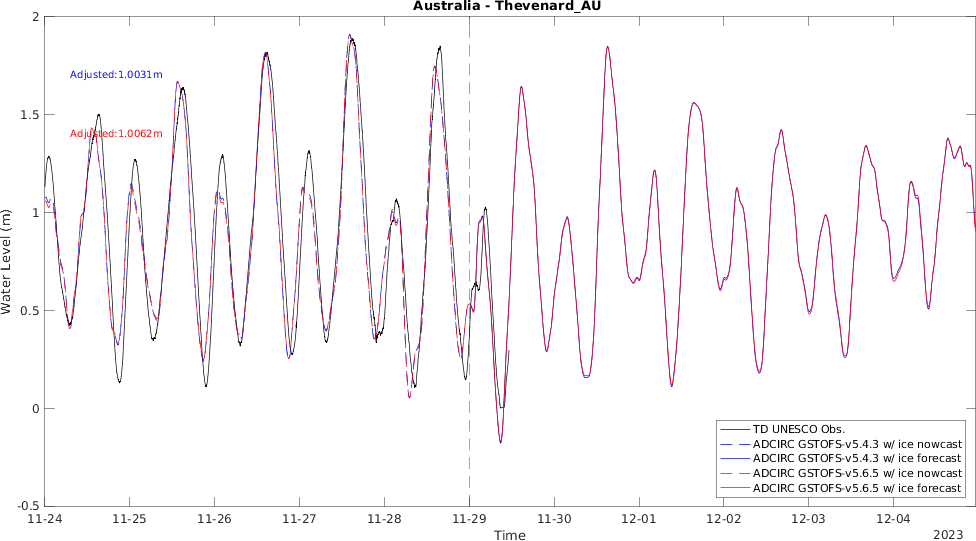 Australia - Thevenard_AU
2
1.5
1
0.5
0
-0.5
Water Level (m)
Adjusted:1.0031m
Adjusted:1.0062m
TD UNESCO Obs.
ADCIRC GSTOFS-v5.4.3 w/ ice nowcast
ADCIRC GSTOFS-v5.4.3 w/ ice forecast
ADCIRC GSTOFS-v5.6.5 w/ ice nowcast
ADCIRC GSTOFS-v5.6.5 w/ ice forecast
11-24 11-25 11-26 11-27 11-28 11-29 11-30 12-01 12-02 12-03 12-04
Time
2023